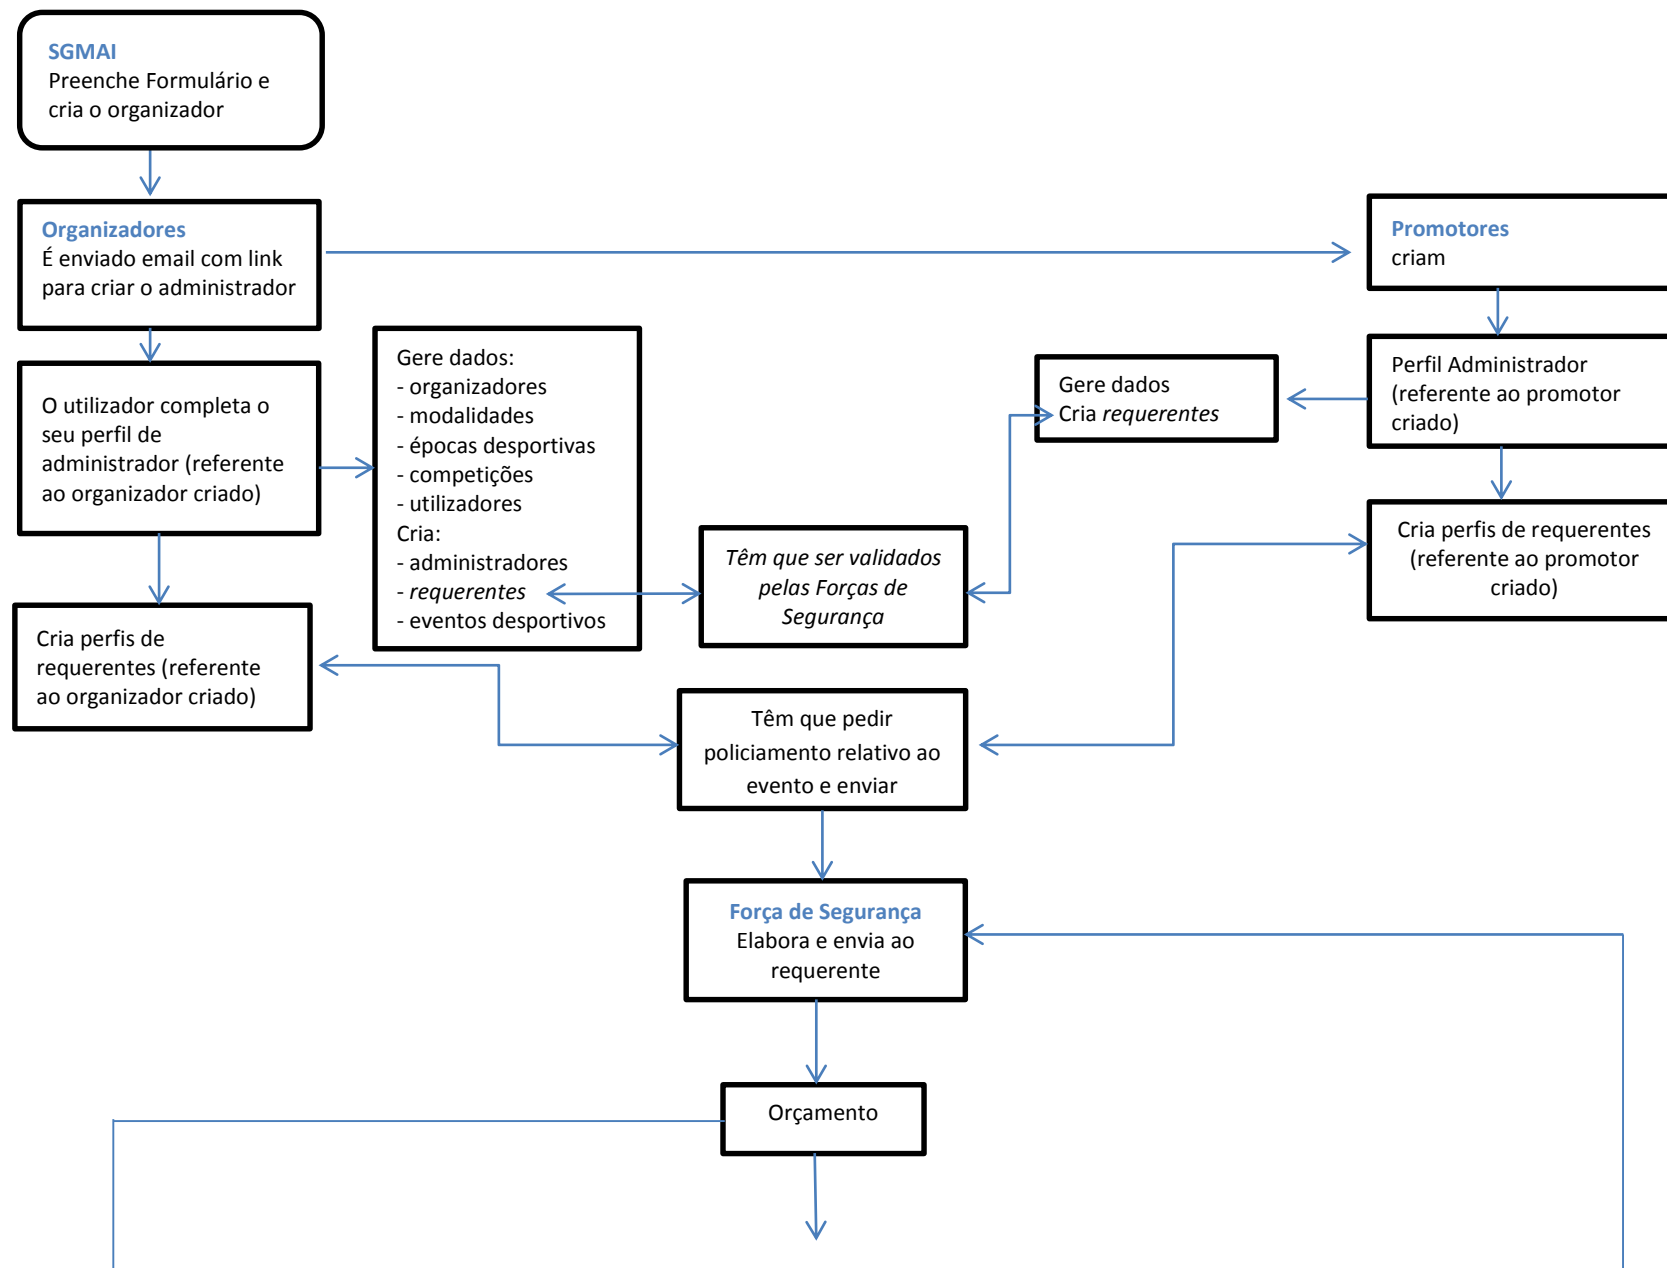 SGMAI
Preenche Formulário e
cria o organizador
Organizadores
É enviado email com link
para criar o administrador
Promotores
criam
O utilizador completa o
seu perfil de
administrador (referente
ao organizador criado)
Gere dados:
- organizadores
- modalidades
- épocas desportivas
- competições
- utilizadores
Cria:
- administradores
- requerentes
- eventos desportivos
Gere dados
Cria requerentes
Perfil Administrador
(referente ao promotor
criado)
Têm que ser validados
pelas Forças de
Segurança
Cria perfis de requerentes
(referente ao promotor
criado)
Cria perfis de
requerentes (referente
ao organizador criado)
Têm que pedir
policiamento relativo ao
evento e enviar
Força de Segurança
Elabora e envia ao
requerente
Orçamento